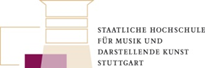 STAATLICHE HOCHSCHULE
FÜR MUSIK UND
DARSTELLENDE KUNST
STUTTGART